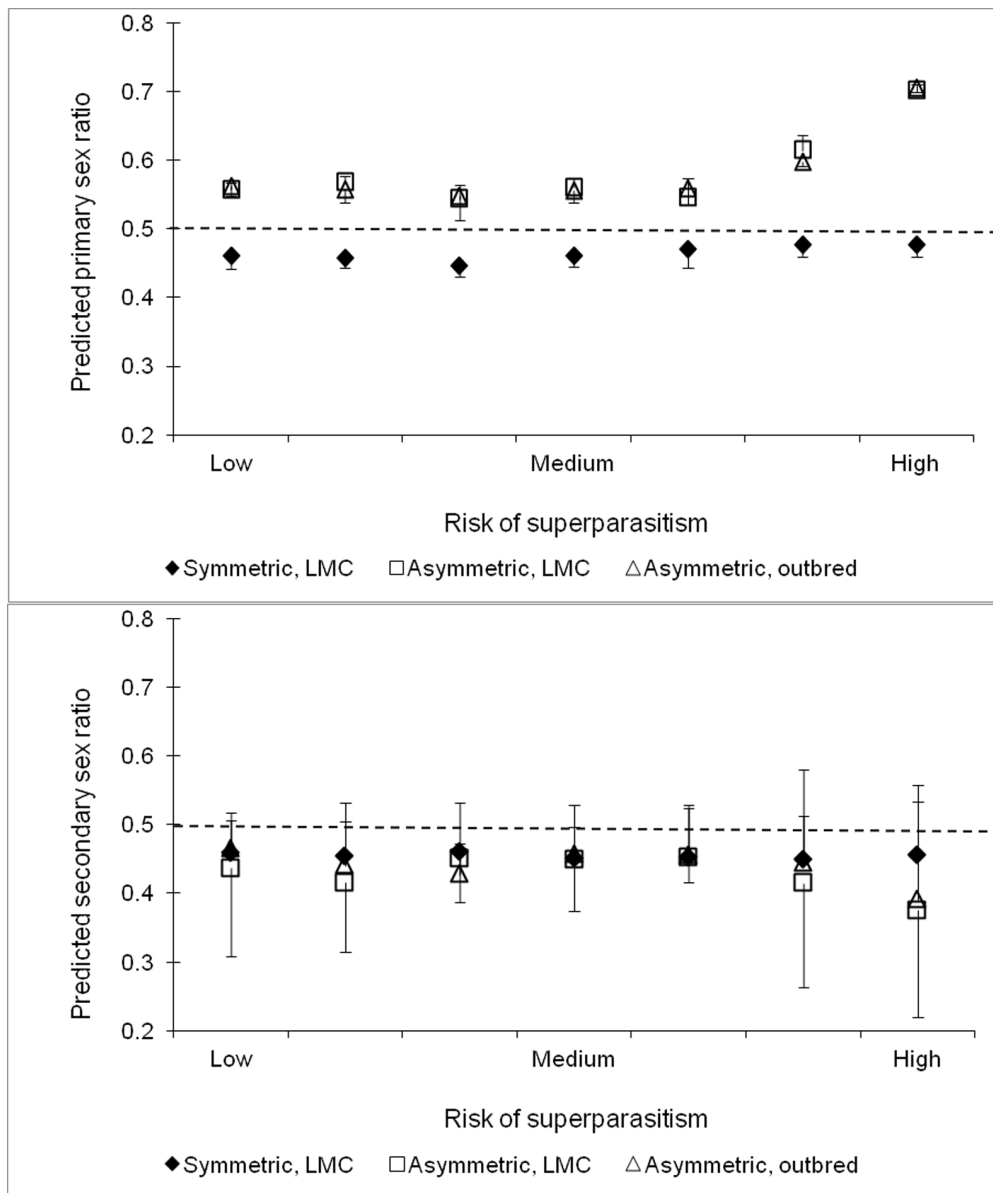 Predicted primary sex ratio
0.8
0.7
0.6
0.5
0.4
0.3
0.2
Low Medium High
Risk of superparasitism
Symmetric, LMC Asymmetric, LMC Asymmetric, outbred
Predicted secondary sex ratio
0.8
0.7
0.6
0.5
0.4
0.3
0.2
Low Medium High
Risk of superparasitism
Symmetric, LMC Asymmetric, LMC Asymmetric, outbred